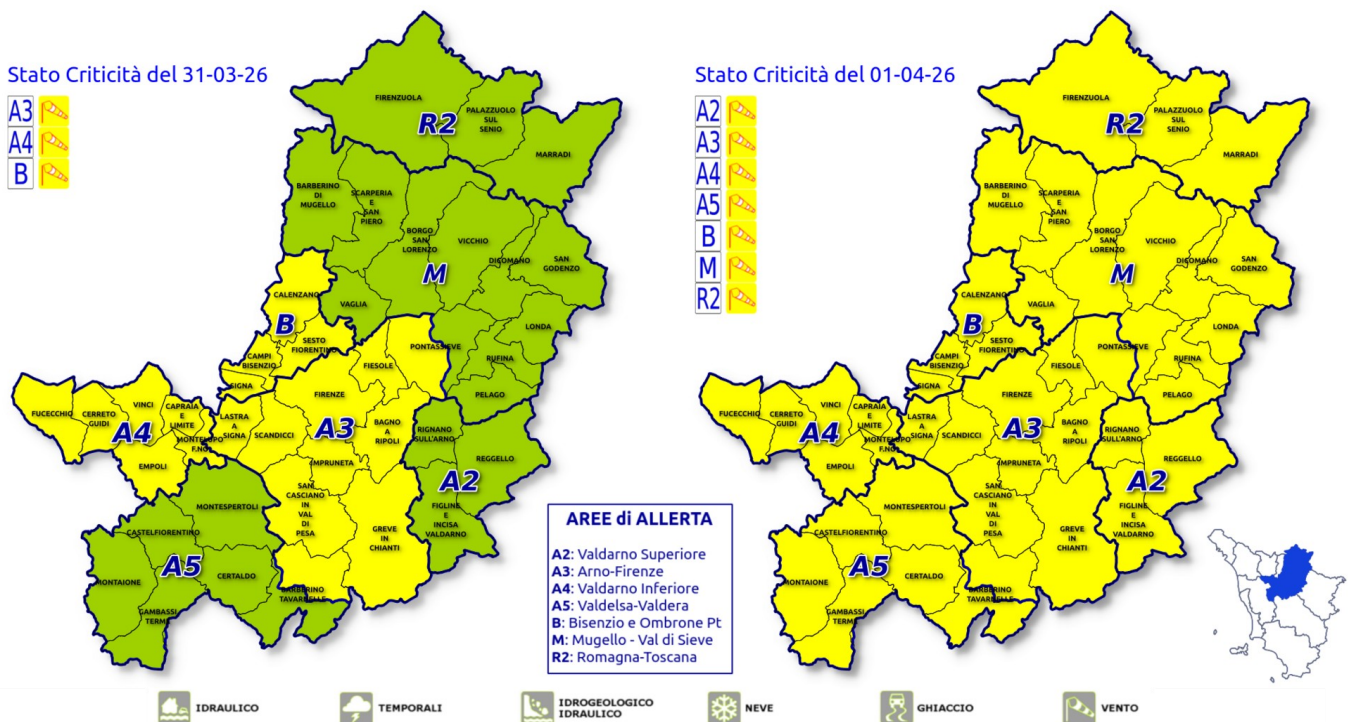 Stato Criticità del 31-03-26
A3
A4
B
FIRENZUOLA
PALAZZUOLO
SUL
SENIO
R2
MARRADI
BARBERINO
DI
MUGELLO
SCARPERIA
E
SAN
PIERO
BORGO
SAN
LORENZO
VICCHIO
DICOMANO
SAN
GODENZO
M
CALENZANO
VAGLIA
B
LONDA
SESTO
FIORENTINO
PONTASSIEVE
CAMPI
BISENZIO
FIESOLE
RUFINA
SIGNA
FIRENZE
PELAGO
FUCECCHIO
CERRETO
GUIDI
VINCI
CAPRAIA
E
LIMITE
LASTRA
A
SIGNA
SCANDICCI
A4
A3
BAGNO
A
RIPOLI
RIGNANO
SULL'ARNO
MONTELUPO
F.NO
EMPOLI
IMPRUNETA
REGGELLO
A2
SAN
CASCIANO
IN
VAL
DI
PESA
MONTESPERTOLI
FIGLINE
E
INCISA
VALDARNO
CASTELFIORENTINO
GREVE
IN
CHIANTI
A5
MONTAIONE
CERTALDO
BARBERINO
TAVARNELLE
GAMBASSI
TERME
AREE di ALLERTA
A2: Valdarno Superiore
A3: Arno-Firenze
A4: Valdarno Inferiore
A5: Valdelsa-Valdera
B: Bisenzio e Ombrone Pt
M: Mugello - Val di Sieve
R2: Romagna-Toscana
Stato Criticità del 01-04-26
A2
A3
A4
A5
B
M
R2
FIRENZUOLA
PALAZZUOLO
SUL
SENIO
R2
MARRADI
BARBERINO
DI
MUGELLO
SCARPERIA
E
SAN
PIERO
BORGO
SAN
LORENZO
VICCHIO
DICOMANO
SAN
GODENZO
M
CALENZANO
VAGLIA
B
LONDA
SESTO
FIORENTINO
PONTASSIEVE
CAMPI
BISENZIO
FIESOLE
RUFINA
SIGNA
FIRENZE
PELAGO
FUCECCHIO
CERRETO
GUIDI
VINCI
CAPRAIA
E
LIMITE
LASTRA
A
SIGNA
SCANDICCI
A4
A3
BAGNO
A
RIPOLI
RIGNANO
SULL'ARNO
MONTELUPO
F.NO
EMPOLI
IMPRUNETA
REGGELLO
A2
SAN
CASCIANO
IN
VAL
DI
PESA
MONTESPERTOLI
FIGLINE
E
INCISA
VALDARNO
CASTELFIORENTINO
GREVE
IN
CHIANTI
A5
MONTAIONE
CERTALDO
BARBERINO
TAVARNELLE
GAMBASSI
TERME
IDRAULICO
TEMPORALI
IDROGEOLOGICO
IDRAULICO
NEVE
GHIACCIO
VENTO